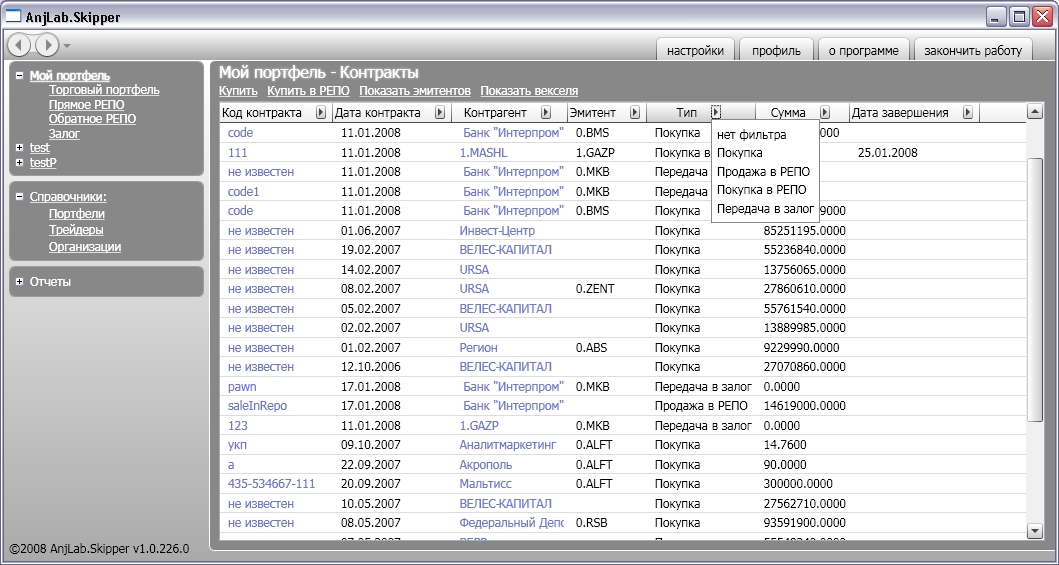 AnjLab.Skipper
настройки профиль о программе закончить работу
Мой портфель
Торговый портфель
Прямое РЕПО
Обратное РЕПО
Залог
test
testP
Справочники:
Портфели
Трейдеры
Организации
Отчеты
©2008 AnjLab.Skipper v1.0.226.0
Мой портфель - Контракты
Купить Купить в РЕПО Показать эмитентов Показать векселя
Код контракта Дата контракта Контрагент Эмитент Тип Сумма Дата завершения
code 11.01.2008 Банк "Интерпром" 0.BMS Покупка 000
111 11.01.2008 1.MASHL 1.GAZP Покупка в 25.01.2008
не известен 11.01.2008 Банк "Интерпром" 0.MKB Передача
code1 11.01.2008 Банк "Интерпром" 0.MKB Передача
code 11.01.2008 Банк "Интерпром" 0.BMS Покупка 9000
нет фильтра
Покупка
Продажа в РЕПО
Покупка в РЕПО
Передача в залог
не известен 01.06.2007 Инвест-Центр Покупка 85251195.0000
не известен 19.02.2007 ВЕЛЕС-КАПИТАЛ Покупка 55236840.0000
не известен 14.02.2007 URSA Покупка 13756065.0000
не известен 08.02.2007 URSA 0.ZENT Покупка 27860610.0000
не известен 05.02.2007 ВЕЛЕС-КАПИТАЛ Покупка 55761540.0000
не известен 02.02.2007 URSA Покупка 13889985.0000
не известен 01.02.2007 Регион 0.ABS Покупка 9229990.0000
не известен 12.10.2006 ВЕЛЕС-КАПИТАЛ Покупка 27070860.0000
pawn 17.01.2008 Банк "Интерпром" 0.MKB Передача в залог 0.0000
saleInRepo 17.01.2008 Банк "Интерпром" Продажа в РЕПО 14619000.0000
123 11.01.2008 1.GAZP 0.MKB Передача в залог 0.0000
укп 09.10.2007 Аналитмаркетинг 0.ALFT Покупка 14.7600
а 22.09.2007 Акрополь 0.ALFT Покупка 90.0000
435-534667-111 20.09.2007 Мальтисс 0.ALFT Покупка 300000.0000
не известен 10.05.2007 ВЕЛЕС-КАПИТАЛ Покупка 27562710.0000
не известен 08.05.2007 Федеральный Депо 0.RSB Покупка 93591900.0000